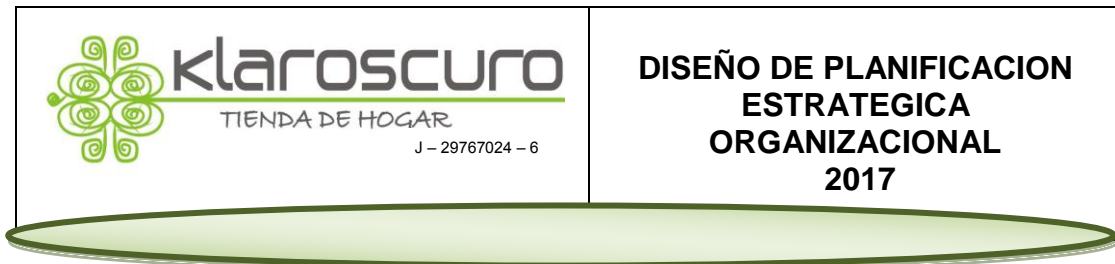 Klaroscuro
TIENDA DE HOGAR
J – 29767024 – 6
DISEÑO DE PLANIFICACION
ESTRATEGICA
ORGANIZACIONAL
2017